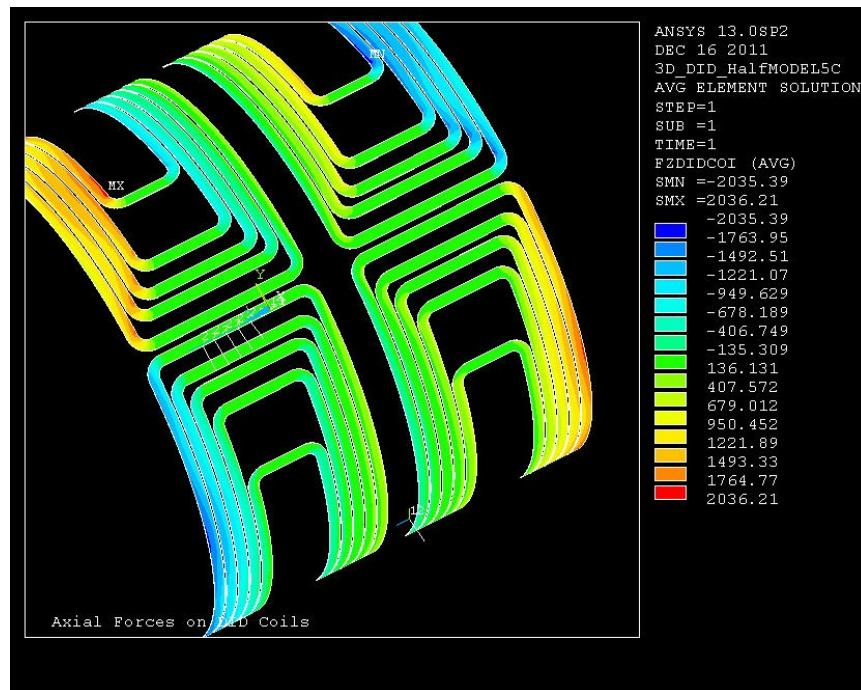 ANSYS 13.0SP2
DEC 16 2011
3D_DID_HalfMODEL5C
AVG ELEMENT SOLUTION
STEP=1
SUB =1
TIME=1
FZDIDCOI (AVG)
SMN =-2035.39
SMX =2036.21
-2035.39
-1763.95
-1492.51
-1221.07
-949.629
-678.189
-406.749
-135.309
136.131
407.572
679.012
950.452
1221.89
1493.33
1764.77
2036.21
MN
MX
Y
X
Axial Forces on DID Coils